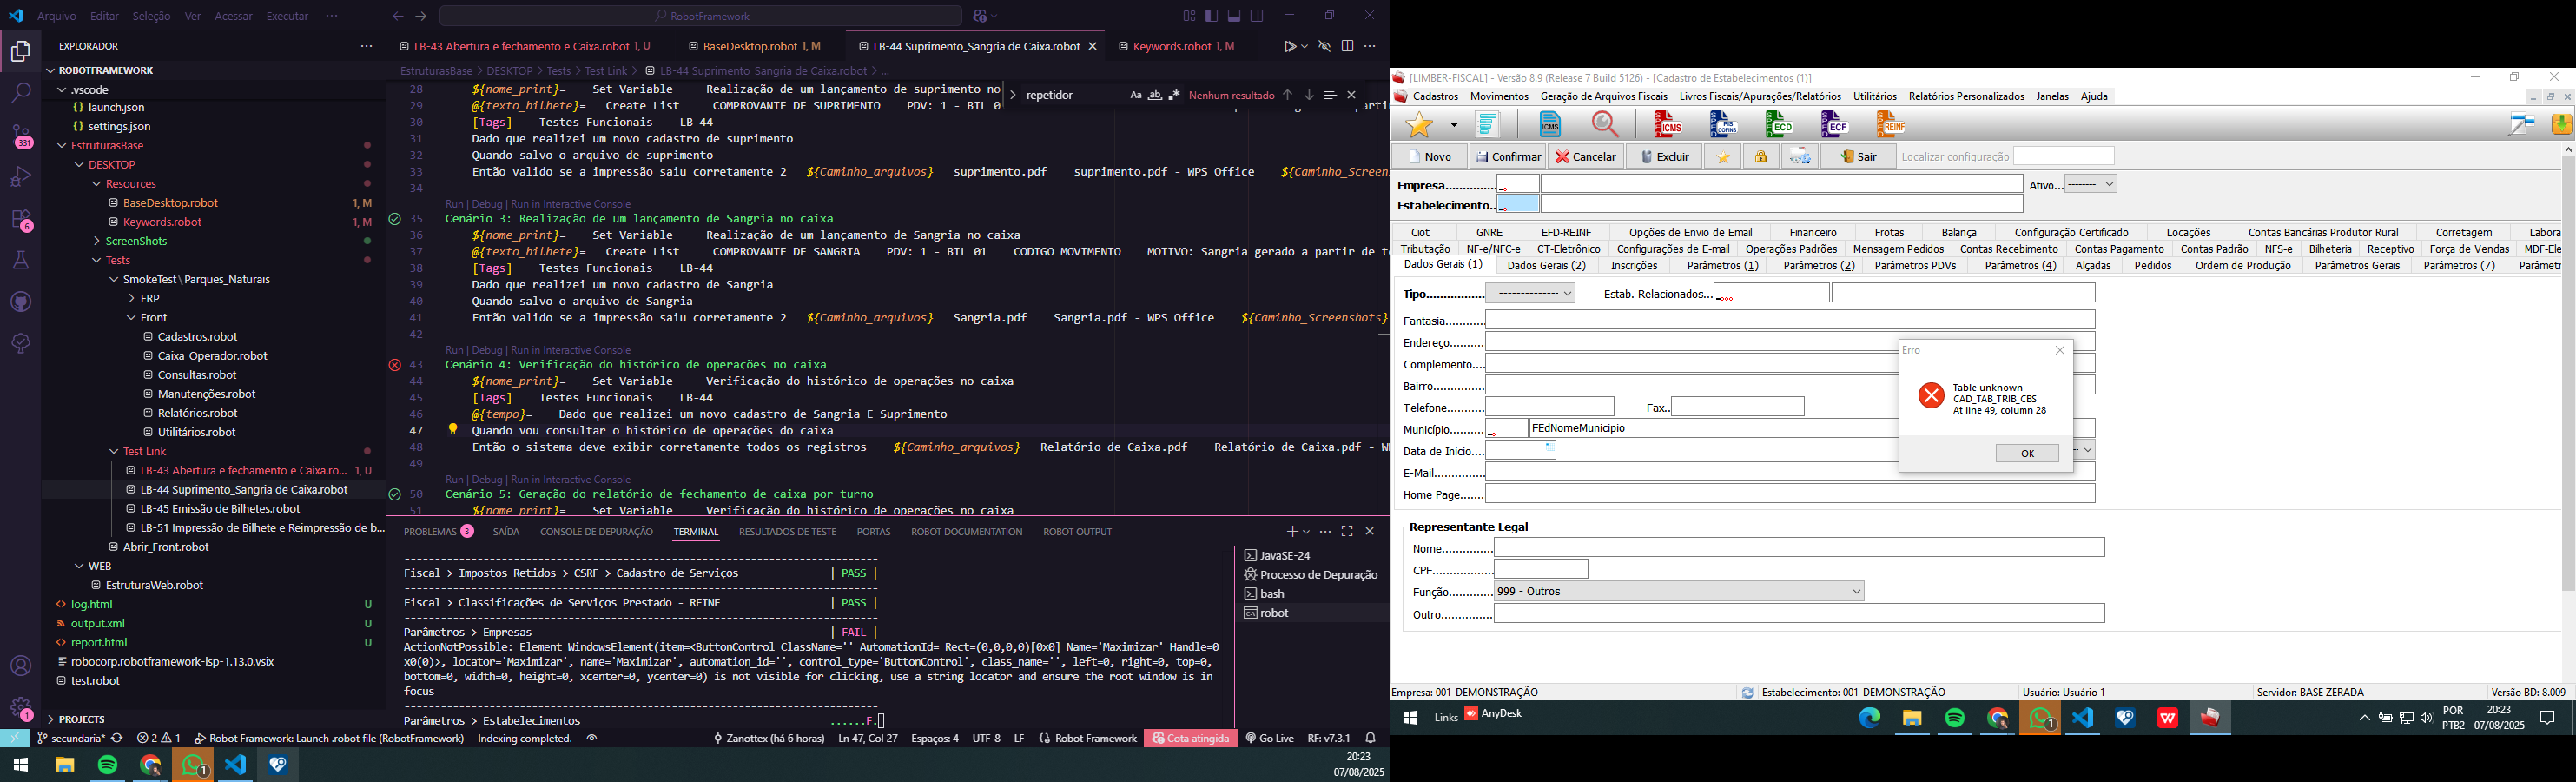 Arquivo Editar Seleção Ver Acessar Executar ···
RobotFramework
EXPLORADOR
ROBOTFRAMEWORK
.vscode
launch.json
settings.json
EstruturasBase
DESKTOP
Resources
BaseDesktop.robot 1, M
Keywords.robot 1, M
ScreenShots
Tests
SmokeTest\Parques_Naturais
ERP
Front
Cadastros.robot
Caixa_Operador.robot
Consultas.robot
Manutenções.robot
Relatórios.robot
Utilitários.robot
Test Link
LB-43 Abertura e fechamento e Caixa.ro... 1, U
LB-44 Suprimento_Sangria de Caixa.robot
LB-45 Emissão de Bilhetes.robot
LB-51 Impressão de Bilhete e Reimpressão de b...
Abrir_Front.robot
WEB
EstruturaWeb.robot
log.html U
output.xml U
report.html U
robocorp.robotframework-lsp-1.13.0.vsix
test.robot
PROJECTS
331
6
1
LB-43 Abertura e fechamento e Caixa.robot 1, U
BaseDesktop.robot 1, M
LB-44 Suprimento_Sangria de Caixa.robot
Keywords.robot 1, M
EstruturasBase > DESKTOP > Tests > Test Link > LB-44 Suprimento_Sangria de Caixa.robot > ...
repetidor Aa ab .* Nenhum resultado
28 ${nome_print}= Set Variable Realização de um lançamento de suprimento no
29 @{texto_bilhete}= Create List COMPROVANTE DE SUPRIMENTO PDV: 1 - BIL 01
30 [Tags] Testes Funcionais LB-44
31 Dado que realizei um novo cadastro de suprimento
32 Quando salvo o arquivo de suprimento
33 Então valido se a impressão saiu corretamente 2 ${Caminho_arquivos} suprimento.pdf suprimento.pdf - WPS Office ${Caminho_Screens
34
Run | Debug | Run in Interactive Console
35 Cenário 3: Realização de um lançamento de Sangria no caixa
36 ${nome_print}= Set Variable Realização de um lançamento de Sangria no caixa
37 @{texto_bilhete}= Create List COMPROVANTE DE SANGRIA PDV: 1 - BIL 01 CODIGO MOVIMENTO MOTIVO: Sangria gerado a partir de te
38 [Tags] Testes Funcionais LB-44
39 Dado que realizei um novo cadastro de Sangria
40 Quando salvo o arquivo de Sangria
41 Então valido se a impressão saiu corretamente 2 ${Caminho_arquivos} Sangria.pdf Sangria.pdf - WPS Office ${Caminho_Screenshots}
42
Run | Debug | Run in Interactive Console
43 Cenário 4: Verificação do histórico de operações no caixa
44 ${nome_print}= Set Variable Verificação do histórico de operações no caixa
45 [Tags] Testes Funcionais LB-44
46 @{tempo}= Dado que realizei um novo cadastro de Sangria E Suprimento
47 Quando vou consultar o histórico de operações do caixa
48 Então o sistema deve exibir corretamente todos os registros ${Caminho_arquivos} Relatório de Caixa.pdf Relatório de Caixa.pdf - W
49
Run | Debug | Run in Interactive Console
50 Cenário 5: Geração do relatório de fechamento de caixa por turno
51 ${nome_print}= Set Variable Verificação do histórico de operações no caixa
PROBLEMAS 3 SAÍDA CONSOLE DE DEPURAÇÃO TERMINAL RESULTADOS DE TESTE PORTAS ROBOT DOCUMENTATION ROBOT OUTPUT
Fiscal > Impostos Retidos > CSRF > Cadastro de Serviços | PASS |
Fiscal > Classificações de Serviços Prestado - REINF | PASS |
Parâmetros > Empresas | FAIL |
ActionNotPossible: Element WindowsElement(item=<ButtonControl ClassName='' AutomationId= Rect=(0,0,0,0)[0x0] Name='Maximizar' Handle=0
x0(0)>, locator='Maximizar', name='Maximizar', automation_id='', control_type='ButtonControl', class_name='', left=0, right=0, top=0,
bottom=0, width=0, height=0, xcenter=0, ycenter=0) is not visible for clicking, use a string locator and ensure the root window is in
focus
Parâmetros > Estabelecimentos ......F.
JavaSE-24
Processo de Depuração
bash
robot
secundaria* 2 1 Robot Framework: Launch .robot file (RobotFramework) Indexing completed. Zanottex (há 6 horas) Ln 47, Col 27 Espaços: 4 UTF-8 LF Robot Framework Cota atingida Go Live RF: v7.3.1
20:23
07/08/2025
[LIMBER-FISCAL] - Versão 8.9 (Release 7 Build 5126) - [Cadastro de Estabelecimentos (1)]
Cadastros Movimentos Geração de Arquivos Fiscais Livros Fiscais/Apurações/Relatórios Utilitários Relatórios Personalizados Janelas Ajuda
ICMS ICMS PIS COFINS ECD ECF REINF
Novo Confirmar Cancelar Excluir Sair Localizar configuração
Empresa............... Ativo... --------
Estabelecimento..
Ciot GNRE EFD-REINF Opções de Envio de Email Financeiro Frotas Balança Configuração Certificado Locações Contas Bancárias Produtor Rural Corretagem Labora
Tributação NF-e/NFC-e CT-Eletrônico Configurações de E-mail Operações Padrões Mensagem Pedidos Contas Recebimento Contas Pagamento Contas Padrão NFS-e Bilheteria Receptivo Força de Vendas MDF-Ele
Dados Gerais (1) Dados Gerais (2) Inscrições Parâmetros (1) Parâmetros (2) Parâmetros PDVs Parâmetros (4) Alçadas Pedidos Ordem de Produção Parâmetros Gerais Parâmetros (7) Parâmetr
Tipo................. --------------- Estab. Relacionados...
Fantasia............
Endereço...........
Complemento....
Bairro...............
Telefone............ Fax..
Município.......... FEdNomeMunicipio
Data de Início....
E-Mail...............
Home Page.......
Erro
Table unknown
CAD_TAB_TRIB_CBS
At line 49, column 28
OK
Representante Legal
Nome...............
CPF..................
Função............. 999 - Outros
Outro...............
Empresa: 001-DEMONSTRAÇÃO Estabelecimento: 001-DEMONSTRAÇÃO Usuário: Usuário 1 Servidor: BASE ZERADA Versão BD: 8.009
Links AnyDesk
POR
PTB2
20:23
07/08/2025